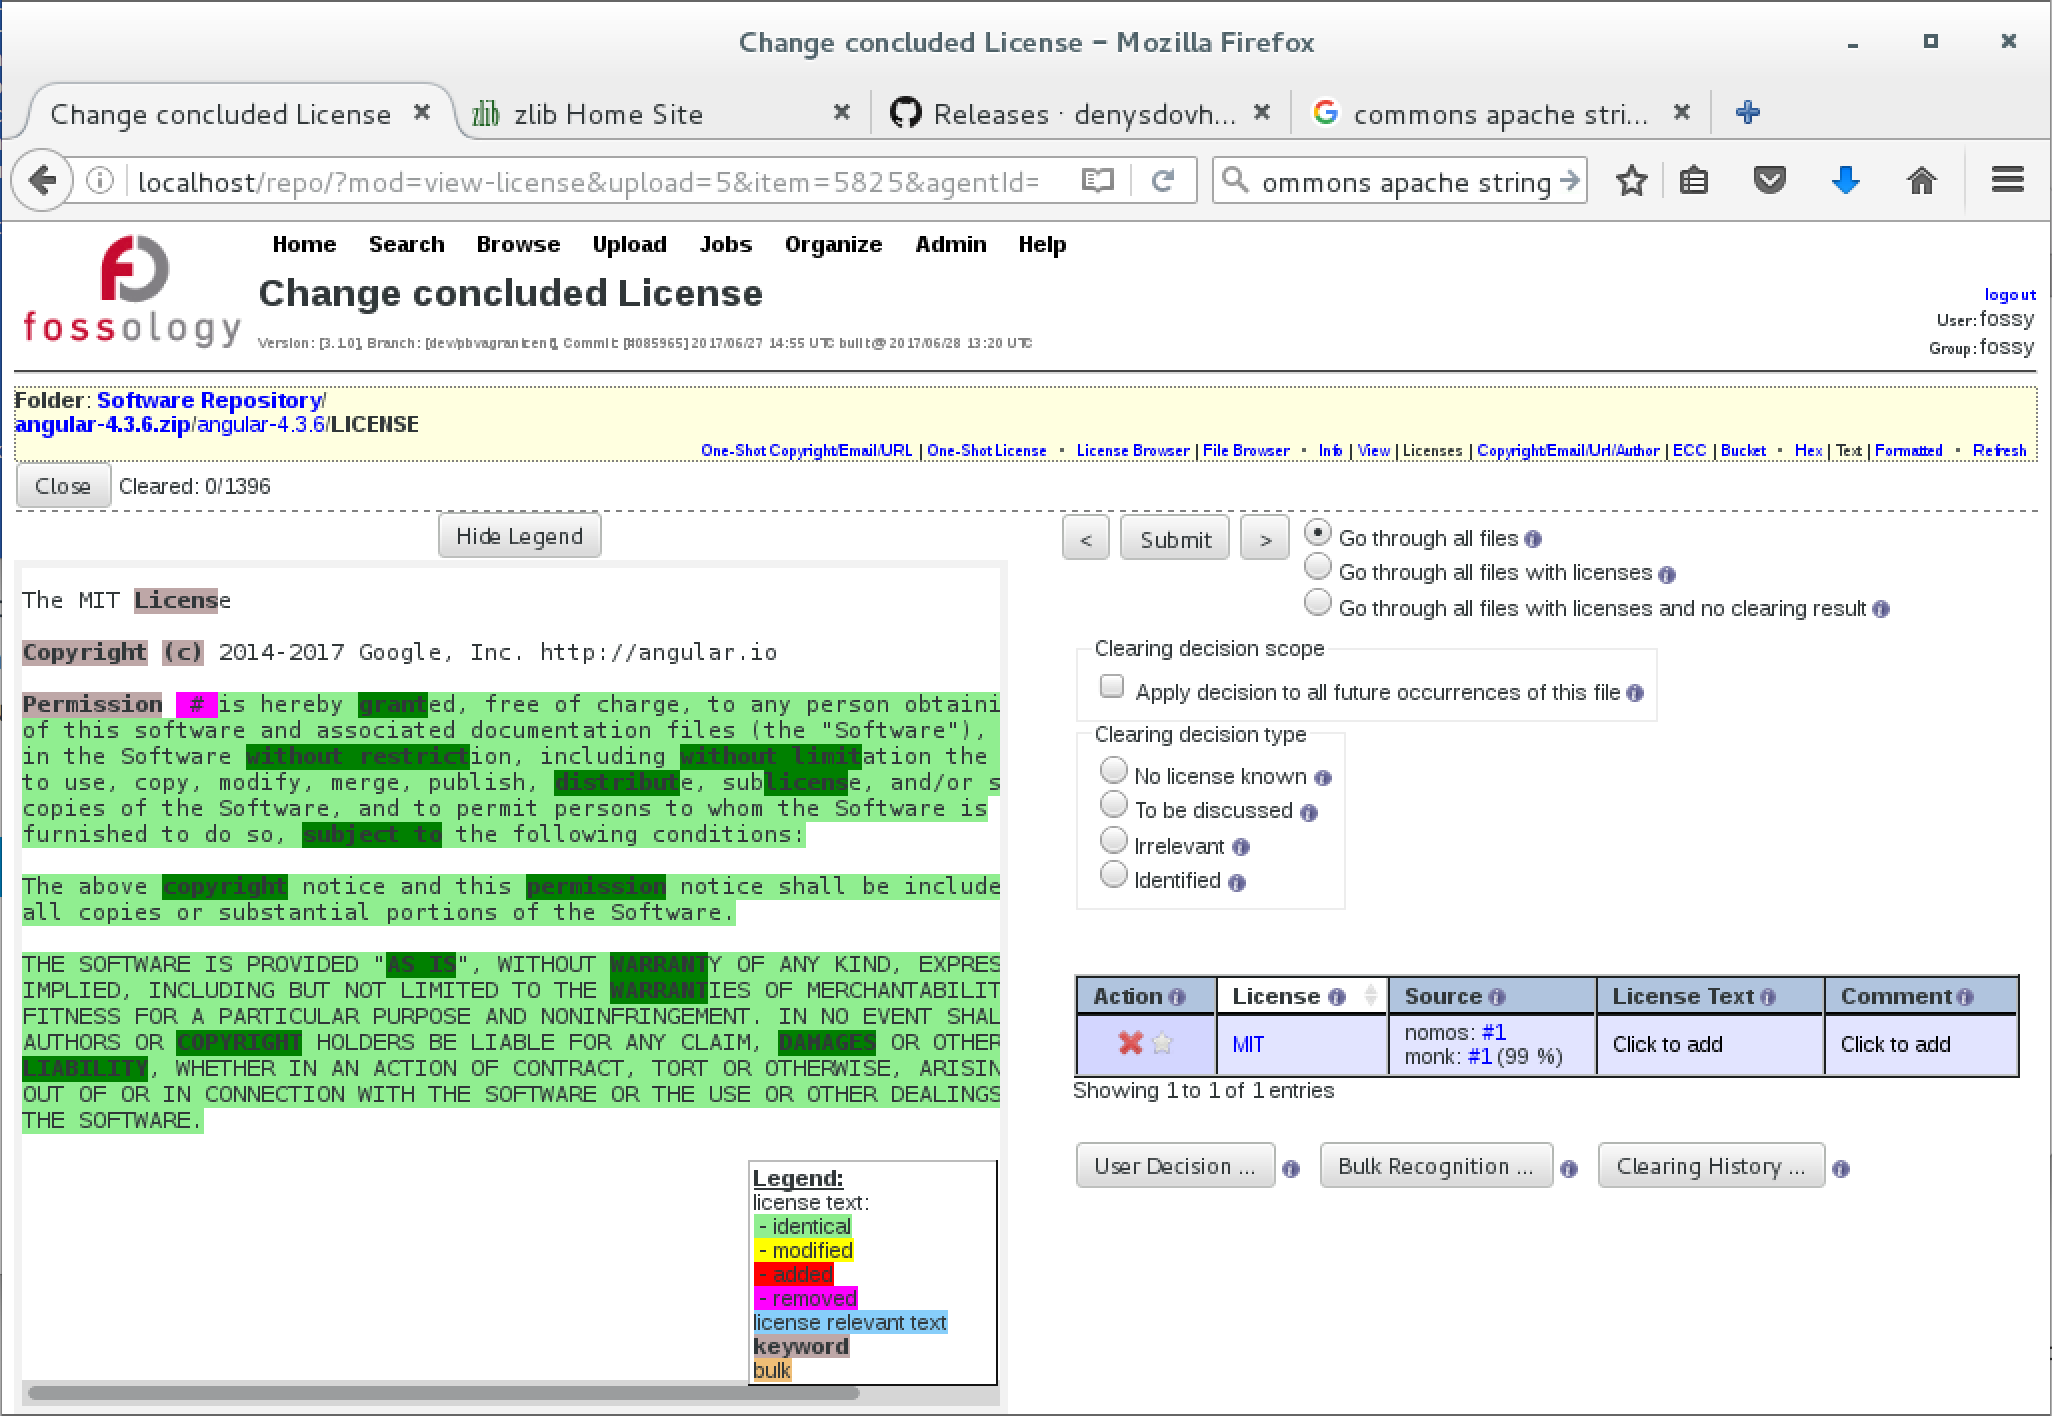 Change concluded License – Mozilla Firefox
Change concluded License
zlib Home Site
Releases · denysdovh...
commons apache stri...
localhost/repo/?mod=view-license&upload=5&item=5825&agentId=
ommons apache string
Home Search Browse Upload Jobs Organize Admin Help
fossology
Change concluded License
Version: [3.1.0], Branch: [dev/pbvagrantcent], Commit: [#085965] 2017/06/27 14:55 UTC built @ 2017/06/28 13:20 UTC
logout
User: fossy
Group: fossy
Folder: Software Repository/
angular-4.3.6.zip/angular-4.3.6/LICENSE
One-Shot Copyright/Email/URL | One-Shot License · License Browser | File Browser · Info | View | Licenses | Copyright/Email/Url/Author | ECC | Bucket · Hex | Text | Formatted · Refresh
Close Cleared: 0/1396
Hide Legend
The MIT License
Copyright (c) 2014-2017 Google, Inc. http://angular.io
Permission # is hereby granted, free of charge, to any person obtaini
of this software and associated documentation files (the "Software"),
in the Software without restriction, including without limitation the
to use, copy, modify, merge, publish, distribute, sublicense, and/or s
copies of the Software, and to permit persons to whom the Software is
furnished to do so, subject to the following conditions:
The above copyright notice and this permission notice shall be include
all copies or substantial portions of the Software.
THE SOFTWARE IS PROVIDED "AS IS", WITHOUT WARRANTY OF ANY KIND, EXPRES
IMPLIED, INCLUDING BUT NOT LIMITED TO THE WARRANTIES OF MERCHANTABILIT
FITNESS FOR A PARTICULAR PURPOSE AND NONINFRINGEMENT. IN NO EVENT SHAL
AUTHORS OR COPYRIGHT HOLDERS BE LIABLE FOR ANY CLAIM, DAMAGES OR OTHER
LIABILITY, WHETHER IN AN ACTION OF CONTRACT, TORT OR OTHERWISE, ARISIN
OUT OF OR IN CONNECTION WITH THE SOFTWARE OR THE USE OR OTHER DEALINGS
THE SOFTWARE.
Legend:
license text:
- identical
- modified
- added
- removed
license relevant text
keyword
bulk
< Submit >
Go through all files
Go through all files with licenses
Go through all files with licenses and no clearing result
Clearing decision scope
Apply decision to all future occurrences of this file
Clearing decision type
No license known
To be discussed
Irrelevant
Identified
Action License Source License Text Comment
MIT
nomos: #1
monk: #1 (99 %)
Click to add
Click to add
Showing 1 to 1 of 1 entries
User Decision ... Bulk Recognition ... Clearing History ...